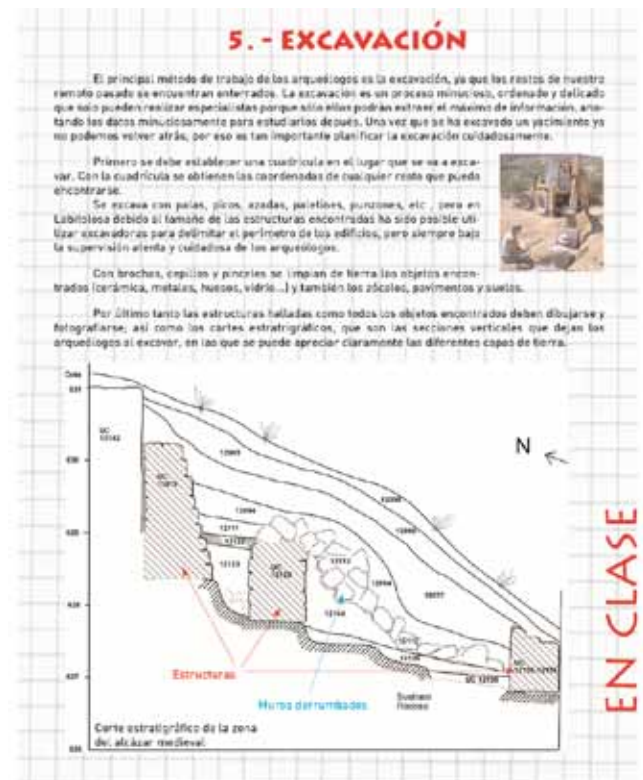 5. - EXCAVACIÓN
El principal método de trabajo de los arqueólogos es la excavación, ya que los restos de nuestro
remoto pasado se encuentran enterrados. La excavación es un proceso minucioso, ordenado y delicado
que solo pueden realizar especialistas porque sólo ellos podrán extraer el máximo de información, ano-
tando los datos minuciosamente para estudiarlos depués. Una vez que se ha excavado un yacimiento ya
no podemos volver atrás, por eso es tan importante planificar la excavación cuidadosamente.
Primero se debe establecer una cuadrícula en el lugar que se va a exca-
var. Con la cuadrícula se obtienen las coordenadas de cualquier resto que pueda
encontrarse.
Se excava con palas, picos, azadas, paletines, punzones, etc., pero en
Labitolosa debido al tamaño de las estructuras encontradas ha sido posible uti-
lizar excavadoras para delimitar el perímetro de los edificios, pero siempre bajo
la supervisión atenta y cuidadosa de los arqueólogos.
Con brochas, cepillos y pinceles se limpian de tierra los objetos encon-
trados (cerámica, metales, huesos, vidrio...) y también los zócalos, pavimentos y suelos.
Por último tanto las estructuras halladas como todos los objetos encontrados deben dibujarse y
fotografiarse; así como los cortes estratigráficos, que son las secciones verticales que dejan los
arqueólogos al excavar, en las que se puede apreciar claramente las diferentes capas de tierra.
N
EN CLASE
Estructuras
Muros derrumbados
Corte estratigráfico de la zona
del alcázar medieval